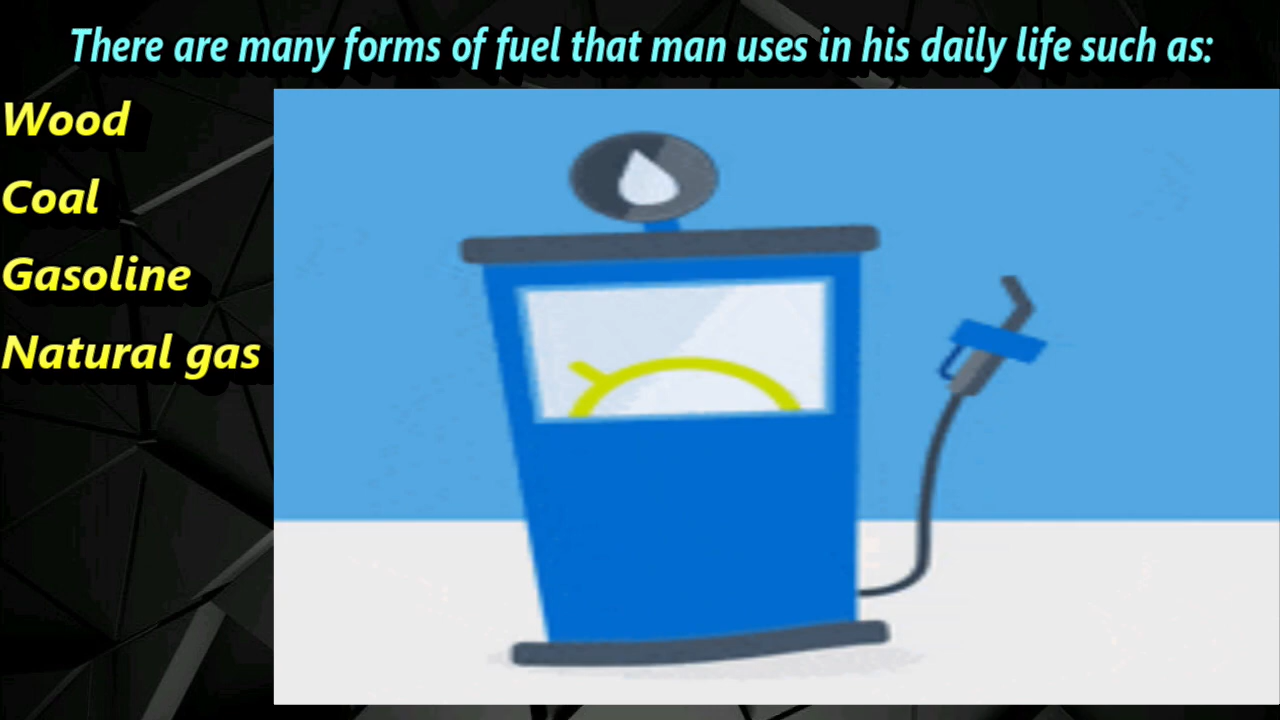 There are many forms of fuel that man uses in his daily life such as:
Wood
Coal
Gasoline
Natural gas